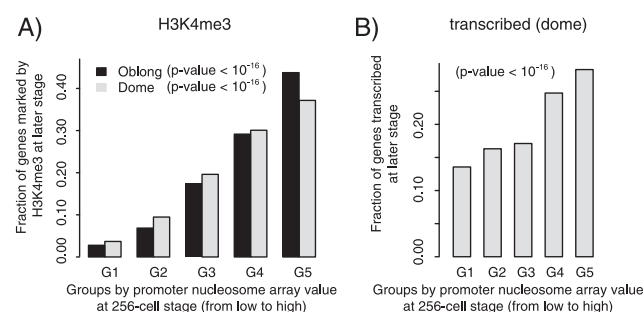 A)
H3K4me3
Fraction of genes marked by
H3K4me3 at later stage
0.00
0.10
0.20
0.30
0.40
Oblong (p-value < 10⁻¹⁶)
Dome (p-value < 10⁻¹⁶)
G1 G2 G3 G4 G5
Groups by promoter nucleosome array value
at 256-cell stage (from low to high)
B)
transcribed (dome)
Fraction of genes transcribed
at later stage
0.00
0.10
0.20
(p-value < 10⁻¹⁶)
G1 G2 G3 G4 G5
Groups by promoter nucleosome array value
at 256-cell stage (from low to high)